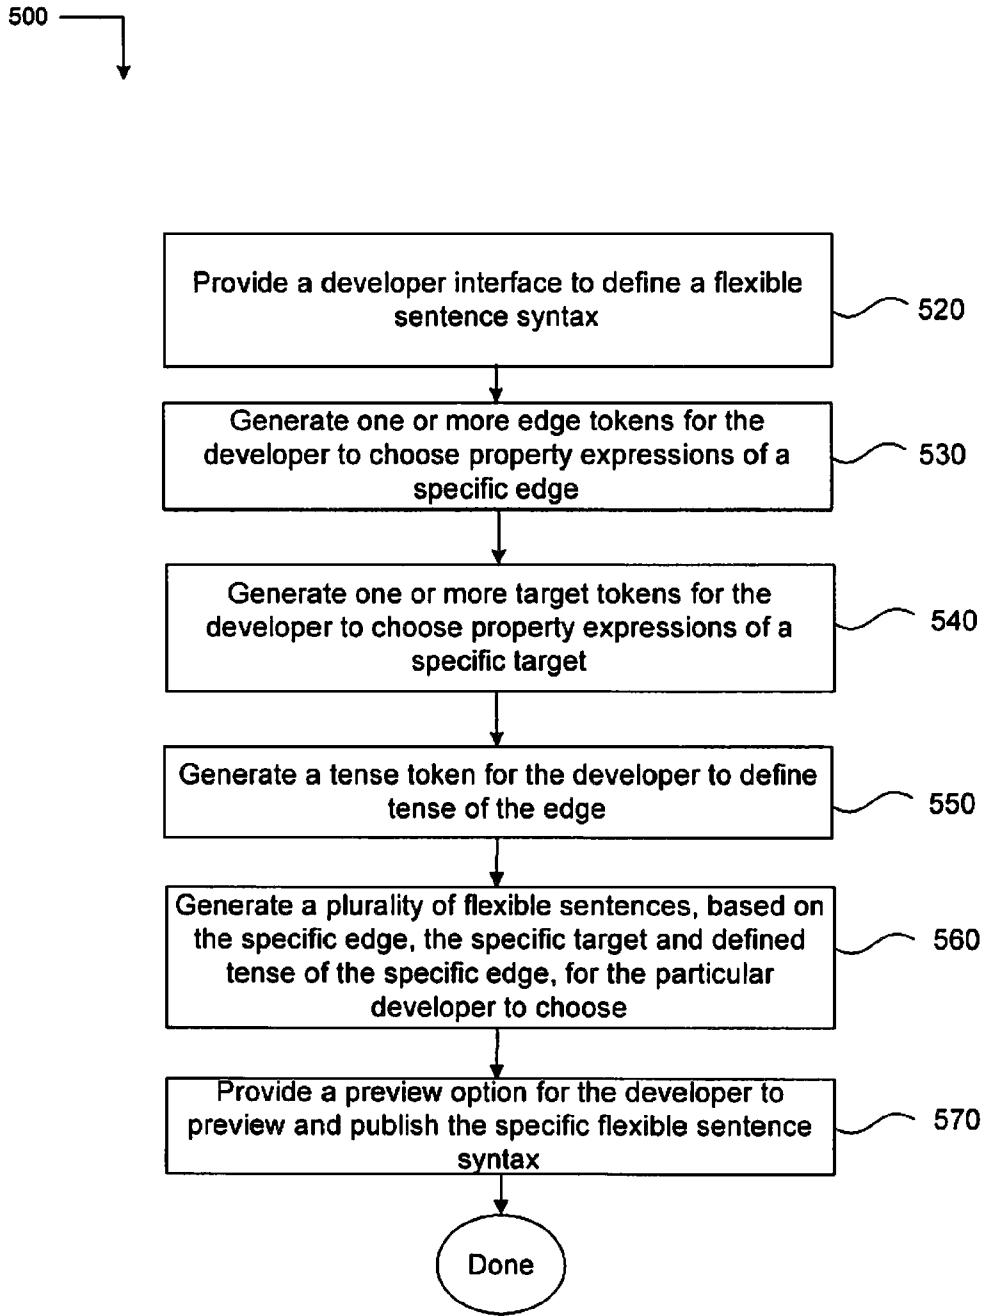 500
Provide a developer interface to define a flexible
sentence syntax
520
Generate one or more edge tokens for the
developer to choose property expressions of a
specific edge
530
Generate one or more target tokens for the
developer to choose property expressions of a
specific target
540
Generate a tense token for the developer to define
tense of the edge
550
Generate a plurality of flexible sentences, based on
the specific edge, the specific target and defined
tense of the specific edge, for the particular
developer to choose
560
Provide a preview option for the developer to
preview and publish the specific flexible sentence
syntax
570
Done